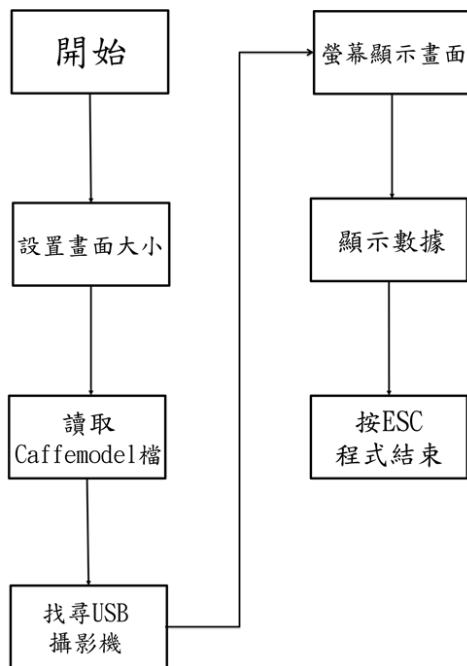 開始
設置畫面大小
讀取
Caffemodel檔
找尋USB
攝影機
螢幕顯示畫面
顯示數據
按ESC
程式結束